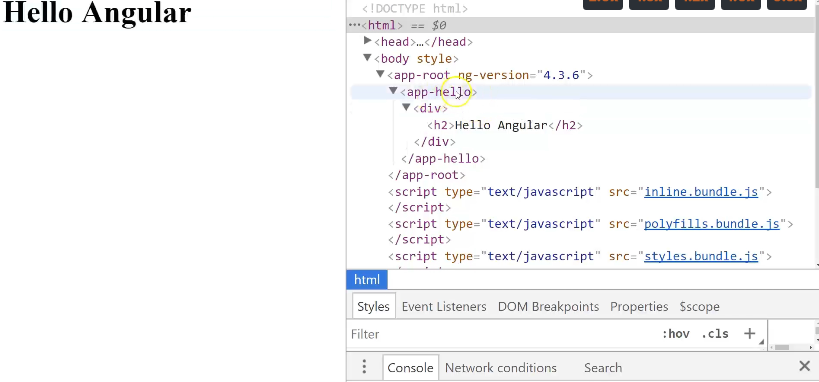 Hello Angular
<!DOCTYPE html>
•••<html> == $0
▶<head>…</head>
▼<body style>
▼<app-root ng-version="4.3.6">
▼<app-hello>
▼<div>
<h2>Hello Angular</h2>
</div>
</app-hello>
</app-root>
<script type="text/javascript" src="inline.bundle.js">
</script>
<script type="text/javascript" src="polyfills.bundle.js">
</script>
<script type="text/javascript" src="styles.bundle.js">
html
Styles Event Listeners DOM Breakpoints Properties $scope
Filter :hov .cls +
Console Network conditions Search